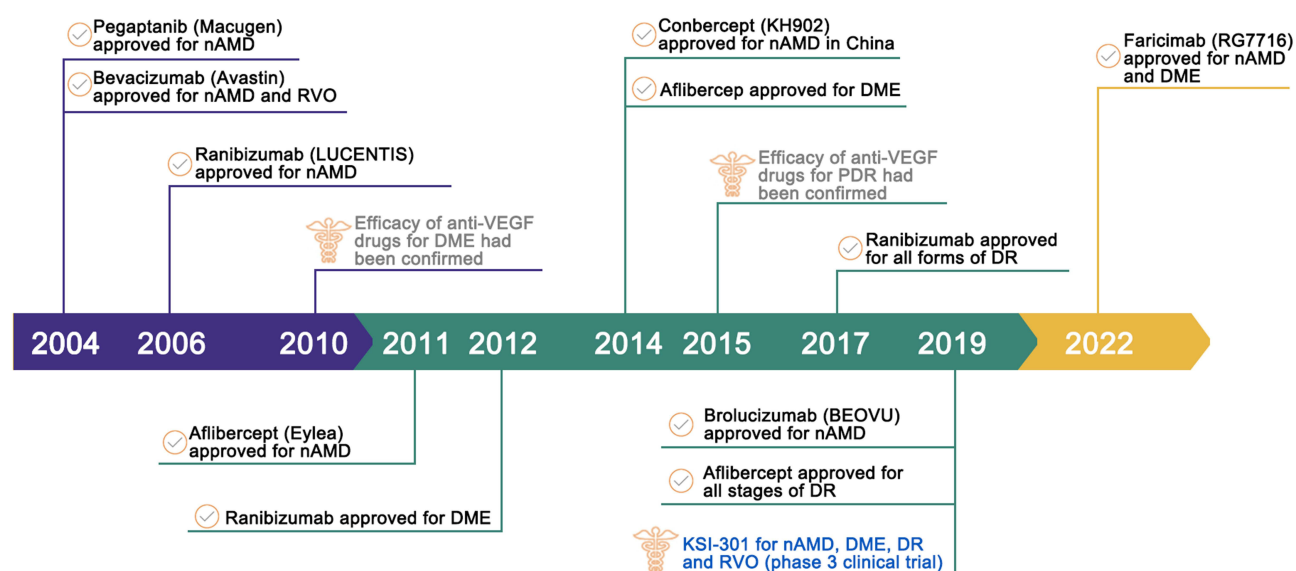 Pegaptanib (Macugen)
approved for nAMD
Bevacizumab (Avastin)
approved for nAMD and RVO
Ranibizumab (LUCENTIS)
approved for nAMD
Efficacy of anti-VEGF
drugs for DME had
been confirmed
Conbercept (KH902)
approved for nAMD in China
Aflibercep approved for DME
Efficacy of anti-VEGF
drugs for PDR had
been confirmed
Ranibizumab approved
for all forms of DR
Faricimab (RG7716)
approved for nAMD
and DME
2004 2006 2010 2011 2012 2014 2015 2017 2019 2022
Aflibercept (Eylea)
approved for nAMD
Ranibizumab approved for DME
Brolucizumab (BEOVU)
approved for nAMD
Aflibercept approved for
all stages of DR
KSI-301 for nAMD, DME, DR
and RVO (phase 3 clinical trial)